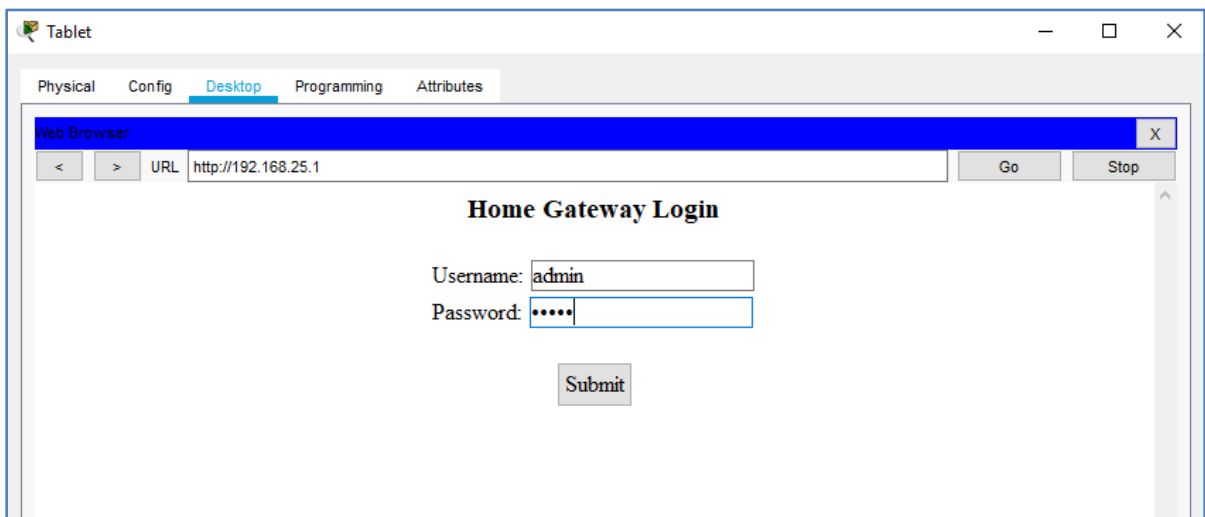 Tablet
Physical Config Desktop Programming Attributes
Web Browser X
< > URL http://192.168.25.1 Go Stop
Home Gateway Login
Username: admin
Password: •••••
Submit